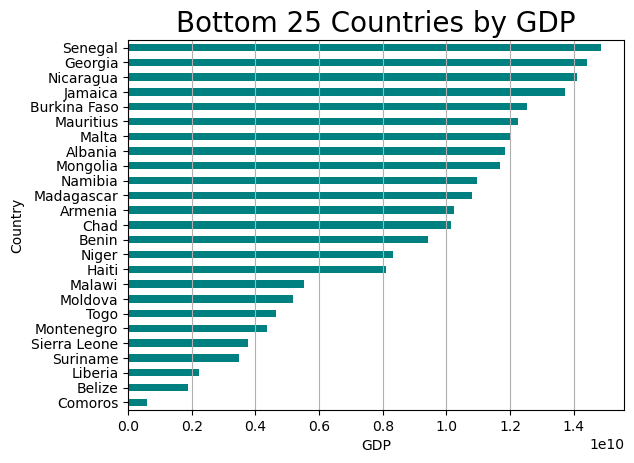 Bottom 25 Countries by GDP
Senegal
Georgia
Nicaragua
Jamaica
Burkina Faso
Mauritius
Malta
Albania
Mongolia
Namibia
Madagascar
Armenia
Chad
Benin
Niger
Haiti
Malawi
Moldova
Togo
Montenegro
Sierra Leone
Suriname
Liberia
Belize
Comoros
Country
0.0 0.2 0.4 0.6 0.8 1.0 1.2 1.4
1e10
GDP